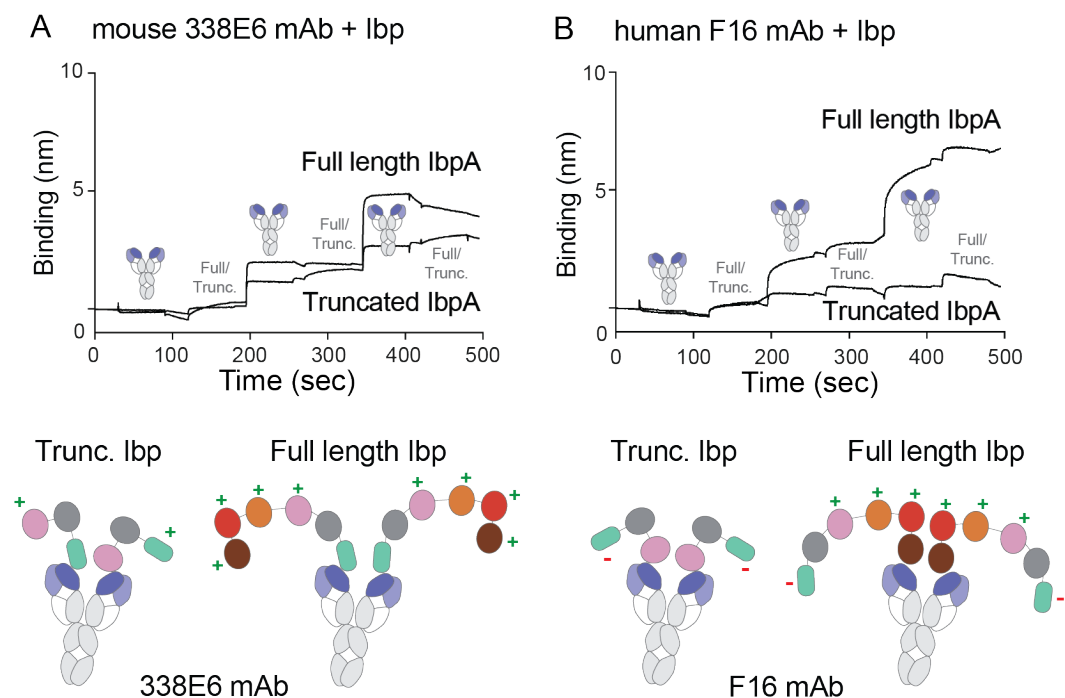 A
mouse 338E6 mAb + Ibp
10
5
0
Binding (nm)
Full length IbpA
Full/
Trunc.
Full/
Trunc.
Full/
Trunc.
Truncated IbpA
0
100
200
300
400
500
Time (sec)
B
human F16 mAb + Ibp
10
5
0
Binding (nm)
Full length IbpA
Full/
Trunc.
Full/
Trunc.
Full/
Trunc.
Truncated IbpA
0
100
200
300
400
500
Time (sec)
Trunc. Ibp
Full length Ibp
+
+
+
+
+
+
+
+
+
+
338E6 mAb
Trunc. Ibp
Full length Ibp
-
-
+
+
+
+
+
+
-
-
F16 mAb